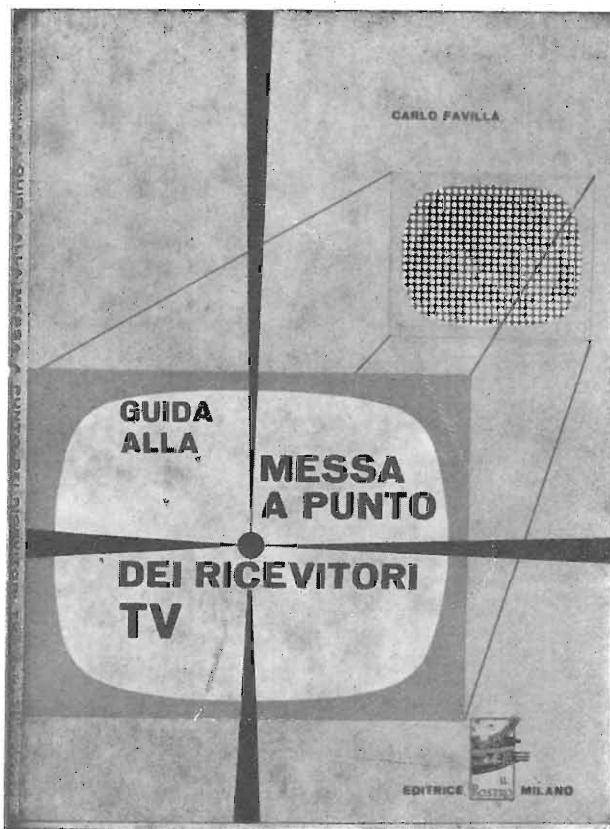 CARLO FAVILLA
GUIDA
ALLA
MESSA
A PUNTO
DEI RICEVITORI
TV
EDITRICE IL ROSTRO MILANO